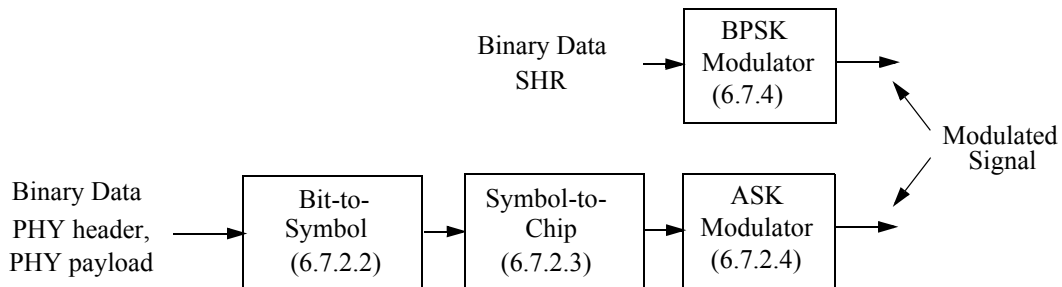 Binary Data
SHR
BPSK
Modulator
(6.7.4)
Modulated
Signal
Binary Data
PHY header,
PHY payload
Bit-to-
Symbol
(6.7.2.2)
Symbol-to-
Chip
(6.7.2.3)
ASK
Modulator
(6.7.2.4)